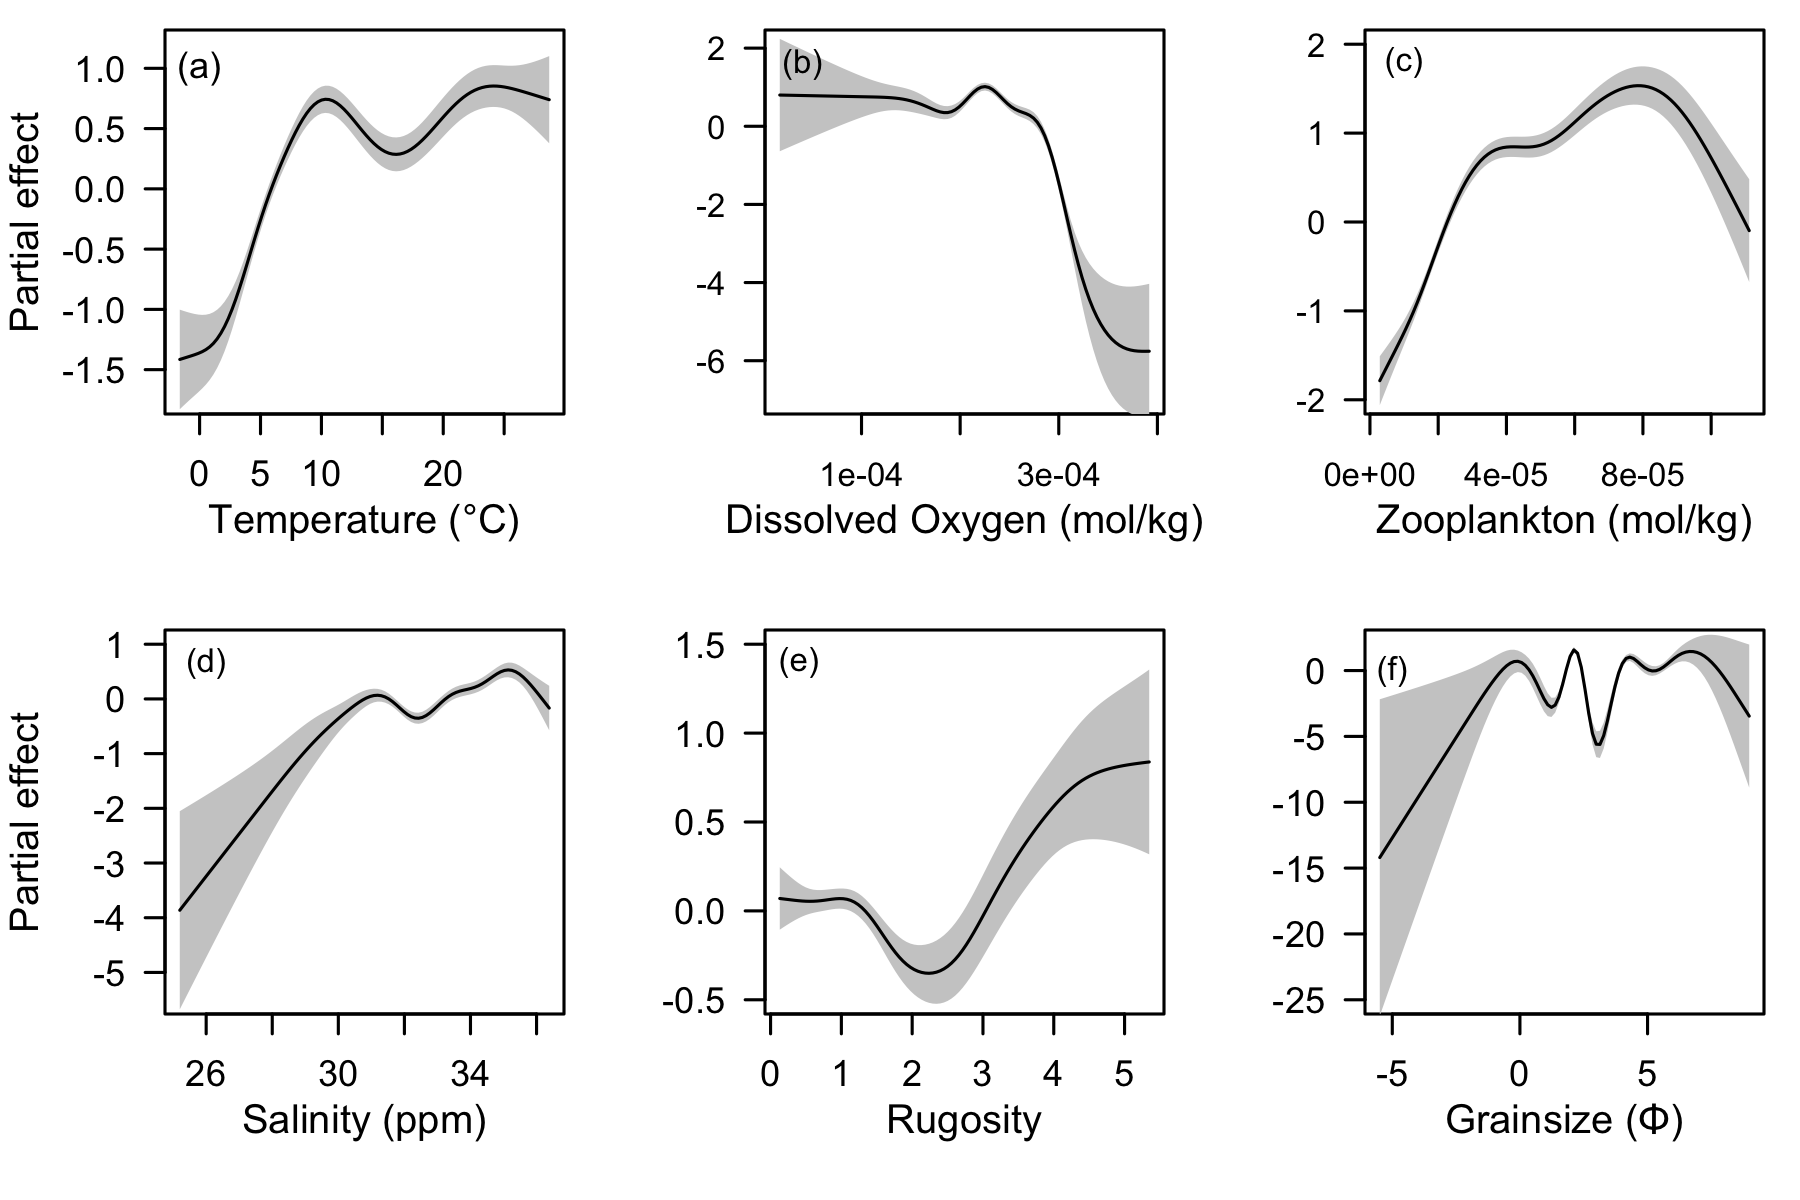 (a)
Partial effect
1.0
0.5
0.0
-0.5
-1.0
-1.5
0 5 10 20
Temperature (°C)
(b)
2
0
-2
-4
-6
1e-04 3e-04
Dissolved Oxygen (mol/kg)
(c)
2
1
0
-1
-2
0e+00 4e-05 8e-05
Zooplankton (mol/kg)
(d)
Partial effect
1
0
-1
-2
-3
-4
-5
26 30 34
Salinity (ppm)
(e)
1.5
1.0
0.5
0.0
-0.5
0 1 2 3 4 5
Rugosity
(f)
0
-5
-10
-15
-20
-25
-5 0 5
Grainsize (Φ)